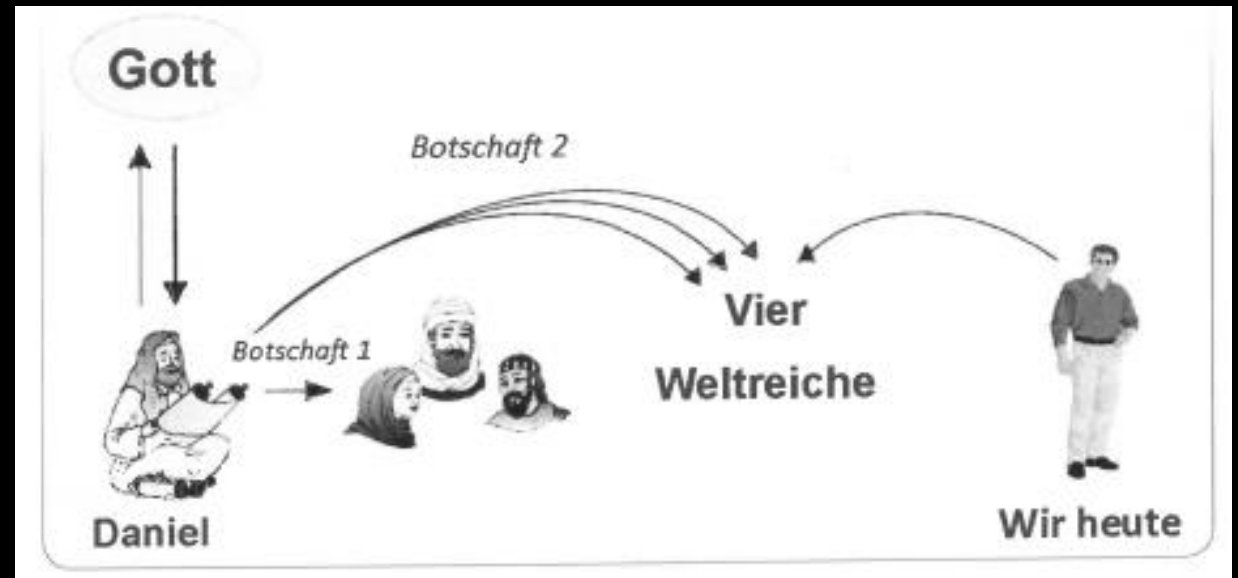 Gott
Botschaft 2
Botschaft 1
Vier
Weltreiche
Daniel
Wir heute